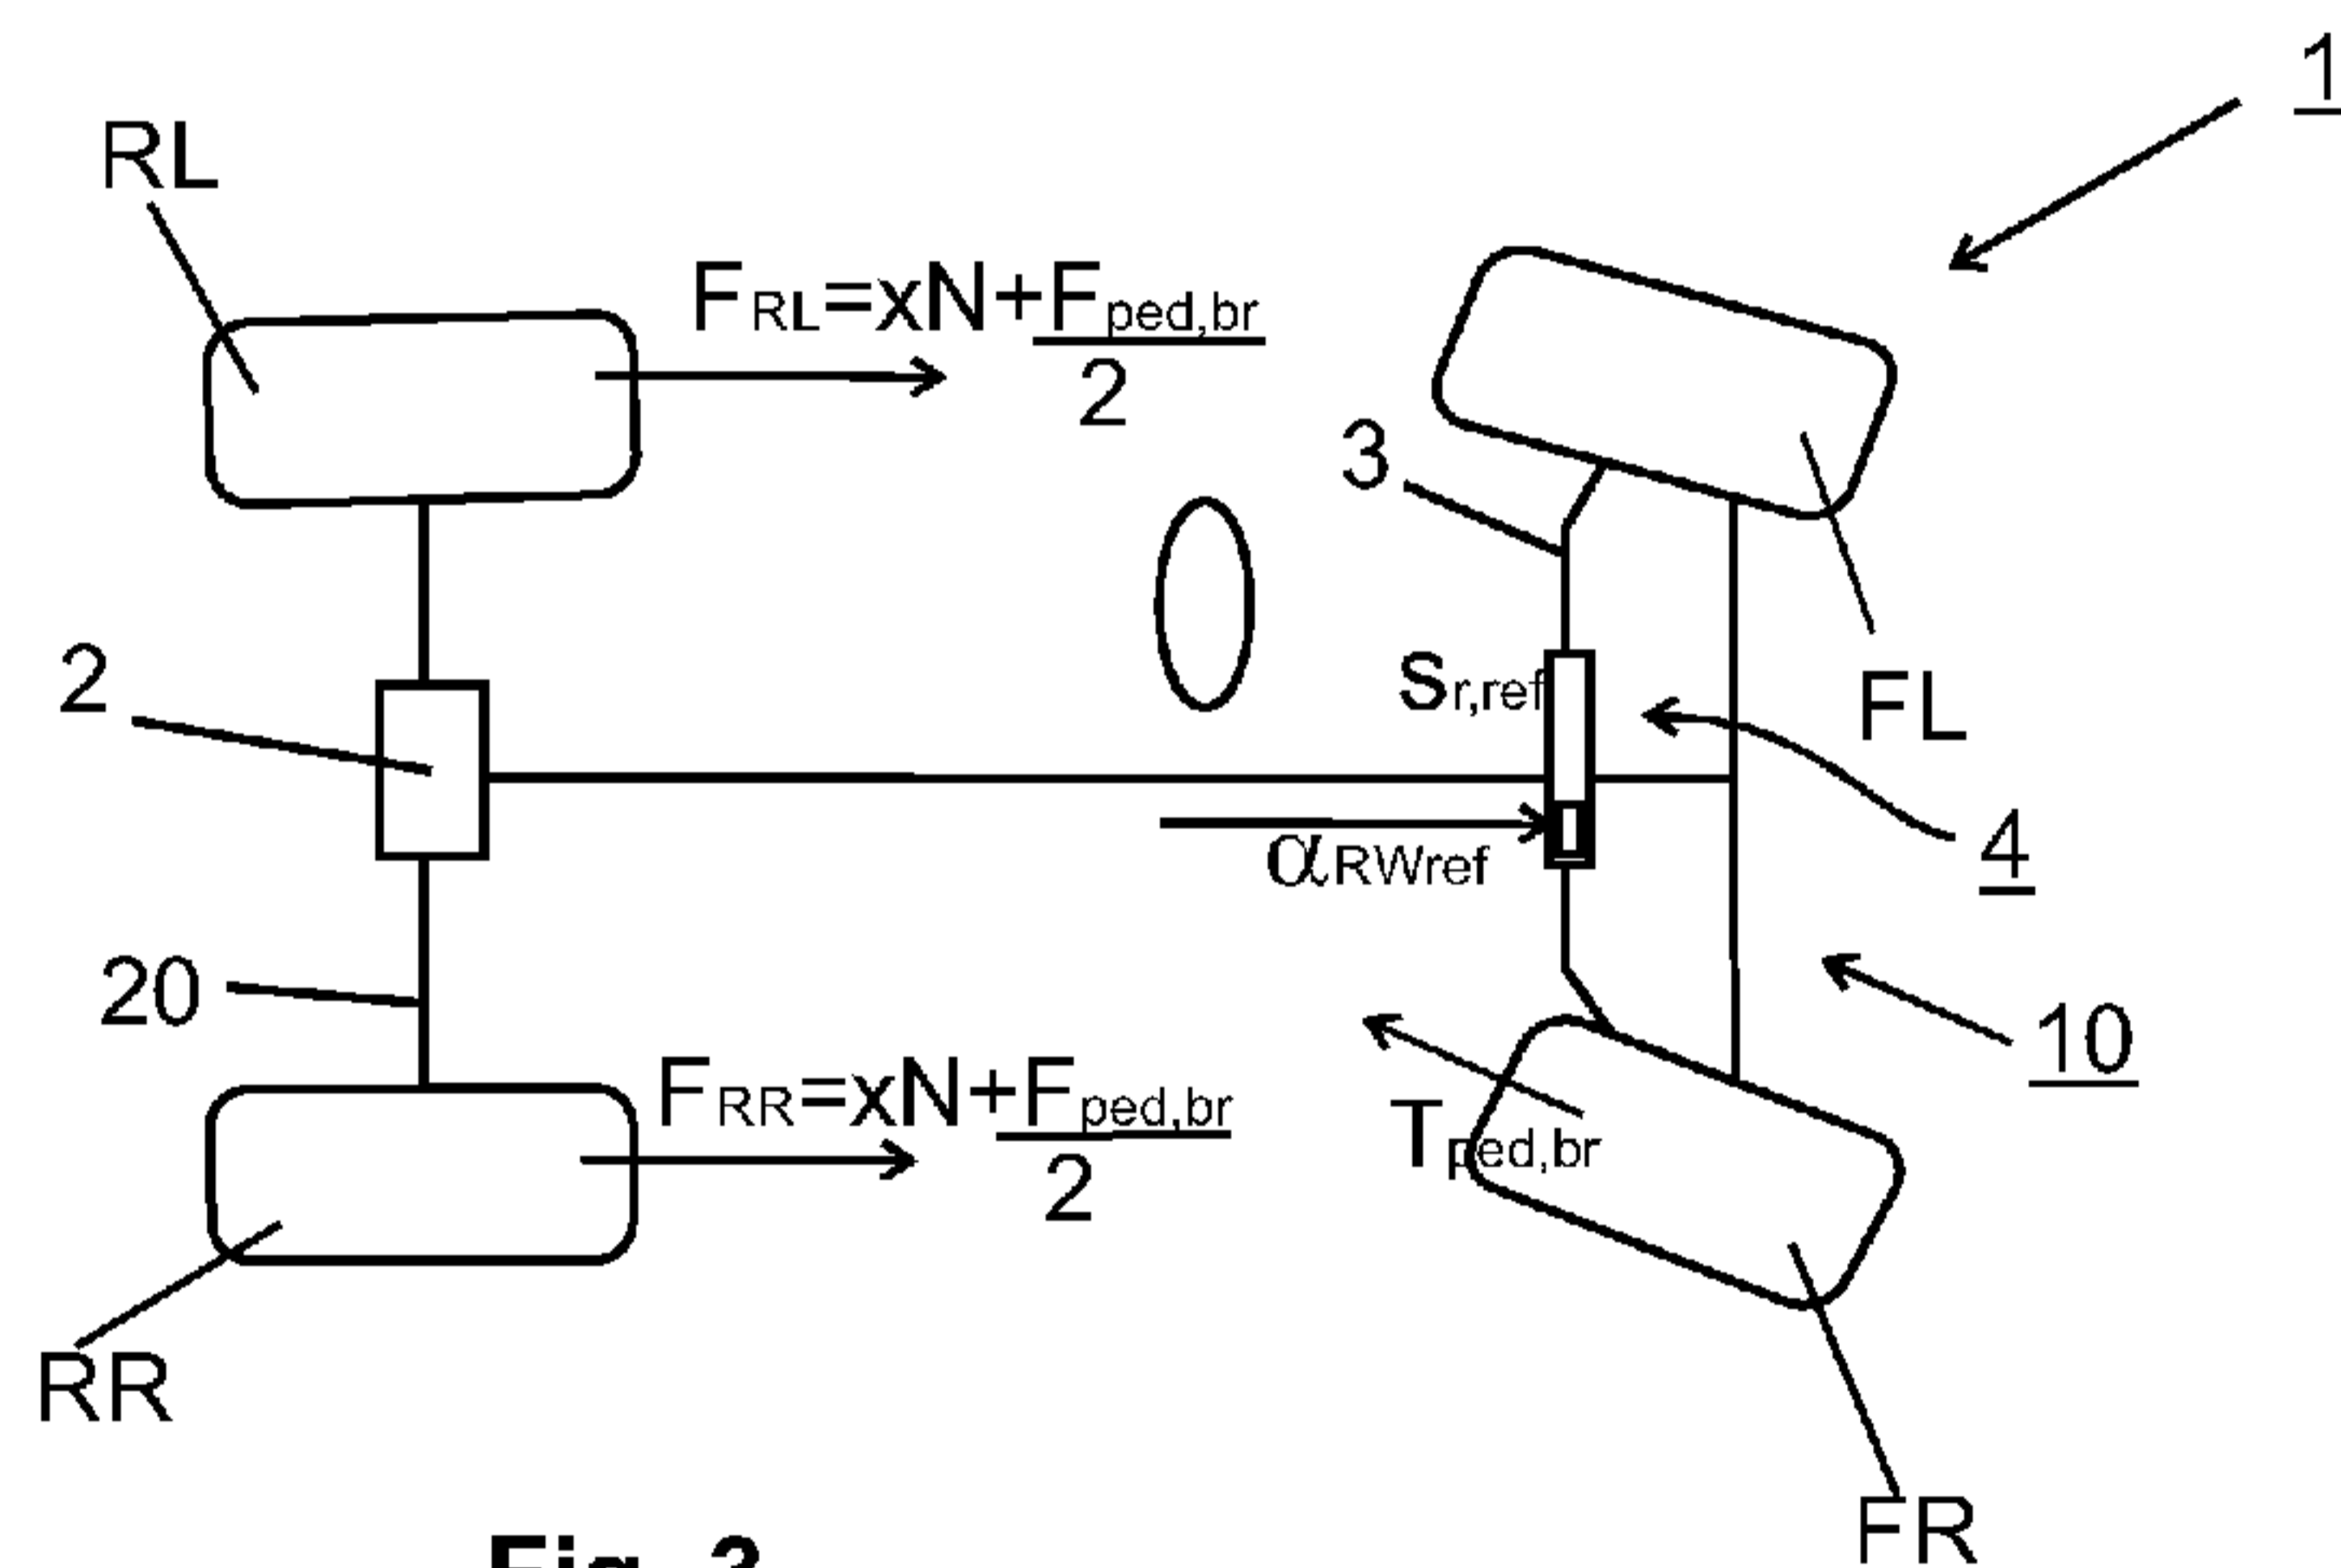 1
RL
FRL=xN+Fped,br
2
3
2
Sr,ref
FL
αRWref
4
20
10
FRR=xN+Fped,br
2
Tped,br
RR
FR
Fig.